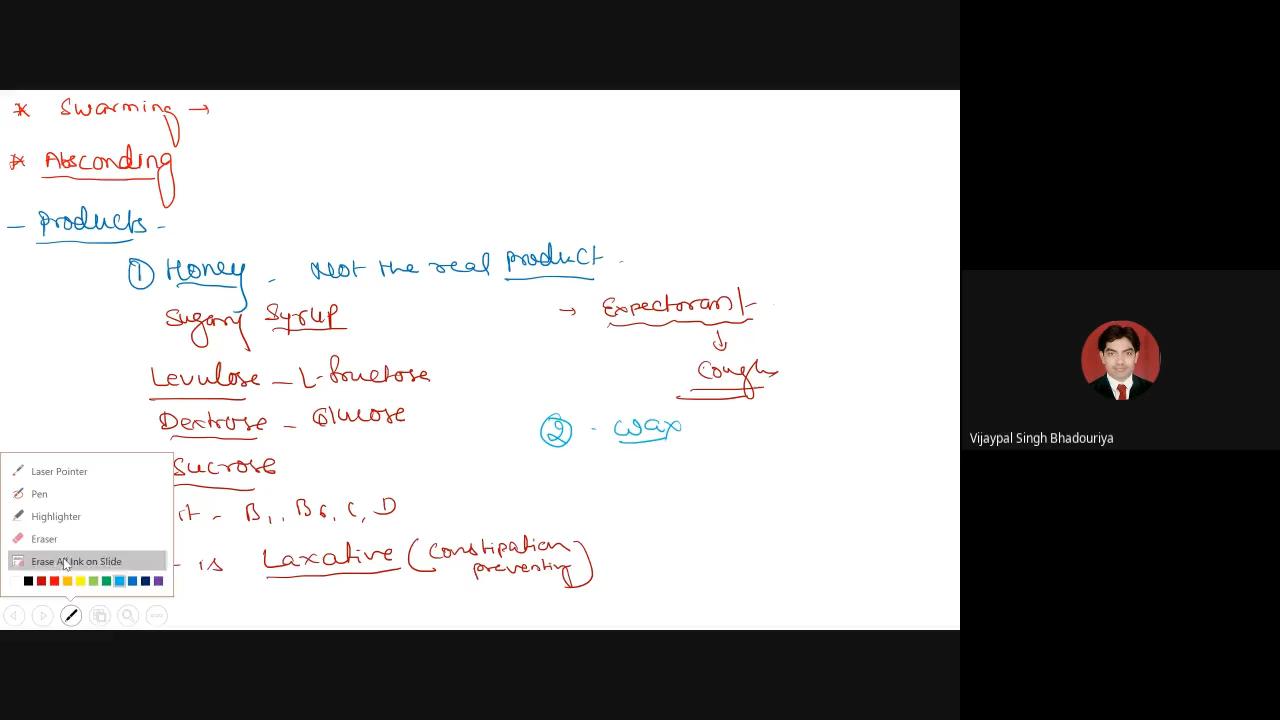 * Swarming →
* Absconding
- Products -
① Honey - Not the real product -
Sugary Syrup
Levulose - L-fructose
Dextrose - Glucose
Sucrose
it - B1, B6, C, D
- is Laxative (Constipation preventing)
→ Expectorant
↓
Coughs
② - Wax
Laser Pointer
Pen
Highlighter
Eraser
Erase All Ink on Slide
Vijaypal Singh Bhadouriya